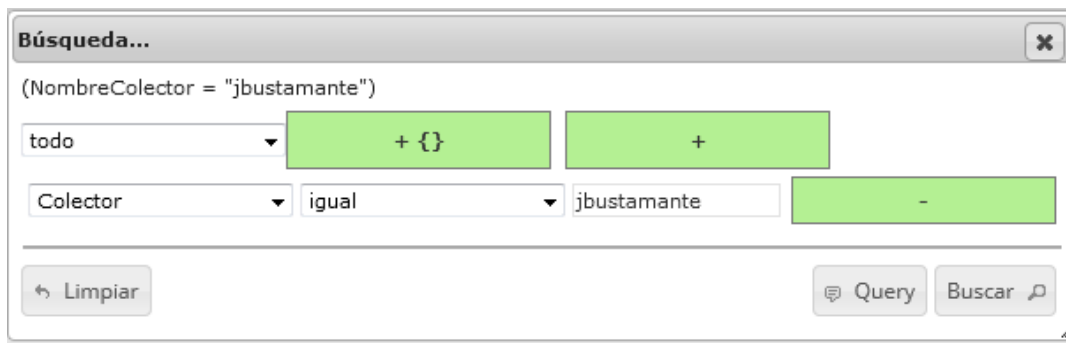 Búsqueda...
(NombreColector = "jbustamante")
todo + {} +
Colector igual jbustamante -
Limpiar Query Buscar